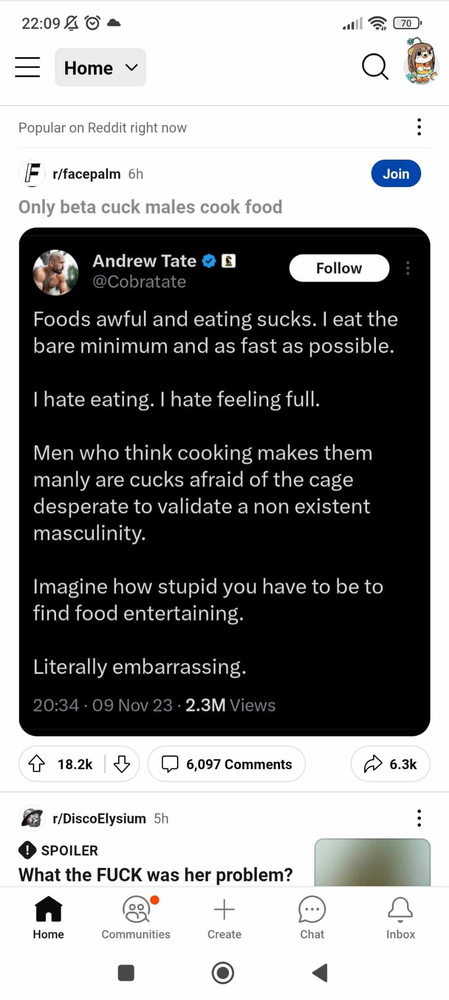 22:09
70
Home
Popular on Reddit right now
r/facepalm 6h
Join
Only beta cuck males cook food
Andrew Tate
Follow
@Cobratate
Foods awful and eating sucks. I eat the
bare minimum and as fast as possible.
I hate eating. I hate feeling full.
Men who think cooking makes them
manly are cucks afraid of the cage
desperate to validate a non existent
masculinity.
Imagine how stupid you have to be to
find food entertaining.
Literally embarrassing.
20:34 · 09 Nov 23 · 2.3M Views
18.2k
6,097 Comments
6.3k
r/DiscoElysium 5h
SPOILER
What the FUCK was her problem?
Home
Communities
Create
Chat
Inbox